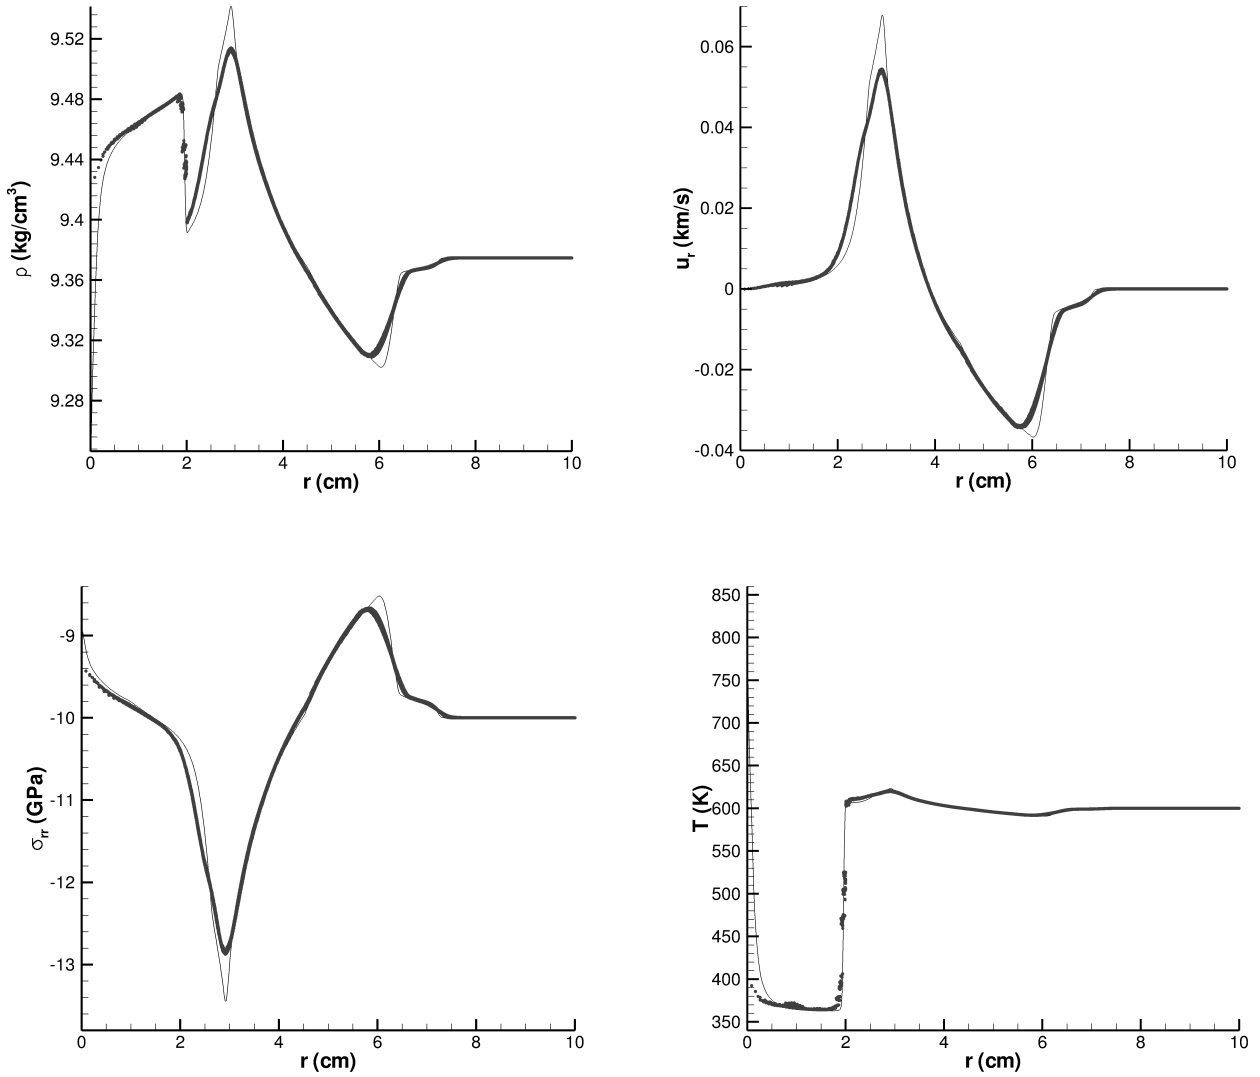 9.52
9.48
9.44
9.4
9.36
9.32
9.28
ρ (kg/cm³)
0 2 4 6 8 10
r (cm)
0.06
0.04
0.02
0
-0.02
-0.04
uᵣ (km/s)
0 2 4 6 8 10
r (cm)
-9
-10
-11
-12
-13
σᵣᵣ (GPa)
0 2 4 6 8 10
r (cm)
850
800
750
700
650
600
550
500
450
400
350
T (K)
0 2 4 6 8 10
r (cm)